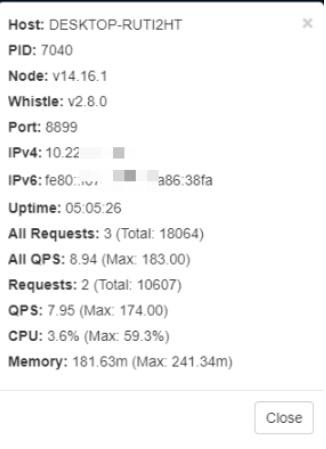 Host: DESKTOP-RUTI2HT
×
PID: 7040
Node: v14.16.1
Whistle: v2.8.0
Port: 8899
IPv4: 10.22
IPv6: fe80: a86:38fa
Uptime: 05:05:26
All Requests: 3 (Total: 18064)
All QPS: 8.94 (Max: 183.00)
Requests: 2 (Total: 10607)
QPS: 7.95 (Max: 174.00)
CPU: 3.6% (Max: 59.3%)
Memory: 181.63m (Max: 241.34m)
Close